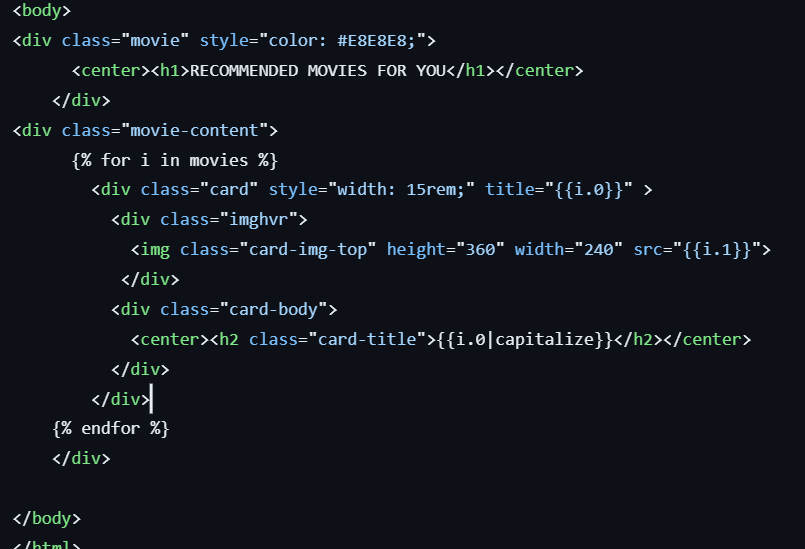 <body>
<div class="movie" style="color: #E8E8E8;">
<center><h1>RECOMMENDED MOVIES FOR YOU</h1></center>
</div>
<div class="movie-content">
{% for i in movies %}
<div class="card" style="width: 15rem;" title="{{i.0}}" >
<div class="imghvr">
<img class="card-img-top" height="360" width="240" src="{{i.1}}">
</div>
<div class="card-body">
<center><h2 class="card-title">{{i.0|capitalize}}</h2></center>
</div>
</div>
{% endfor %}
</div>
</body>
</html>